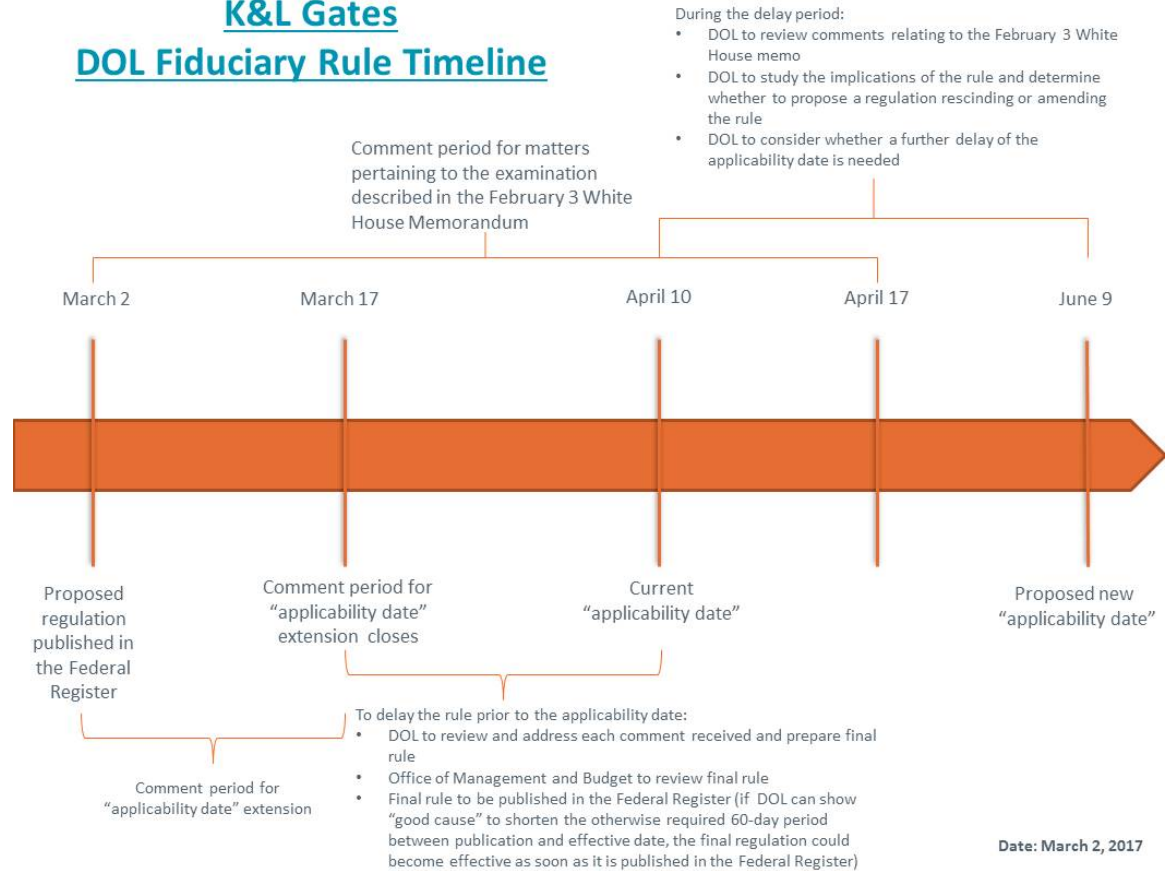 K&L Gates
DOL Fiduciary Rule Timeline
During the delay period:
• DOL to review comments relating to the February 3 White
House memo
• DOL to study the implications of the rule and determine
whether to propose a regulation rescinding or amending
the rule
• DOL to consider whether a further delay of the
applicability date is needed
Comment period for matters
pertaining to the examination
described in the February 3 White
House Memorandum
March 2
March 17
April 10
April 17
June 9
Proposed
regulation
published in
the Federal
Register
Comment period for
“applicability date”
extension closes
Current
“applicability date”
Proposed new
“applicability date”
Comment period for
“applicability date” extension
To delay the rule prior to the applicability date:
• DOL to review and address each comment received and prepare final
rule
• Office of Management and Budget to review final rule
• Final rule to be published in the Federal Register (if DOL can show
“good cause” to shorten the otherwise required 60-day period
between publication and effective date, the final regulation could
become effective as soon as it is published in the Federal Register)
Date: March 2, 2017